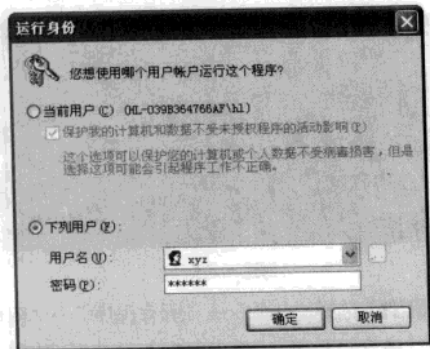 运行身份
您想使用哪个用户帐户运行这个程序?
当前用户(C) (HL-039B364766AF\hl)
保护我的计算机和数据不受未授权程序的活动影响(P)
这个选项可以保护您的计算机或个人数据不受病毒损害，但是
选择这项可能会引起程序工作不正确。
下列用户(F):
用户名(U): xyz
密码(P): ******
确定 取消